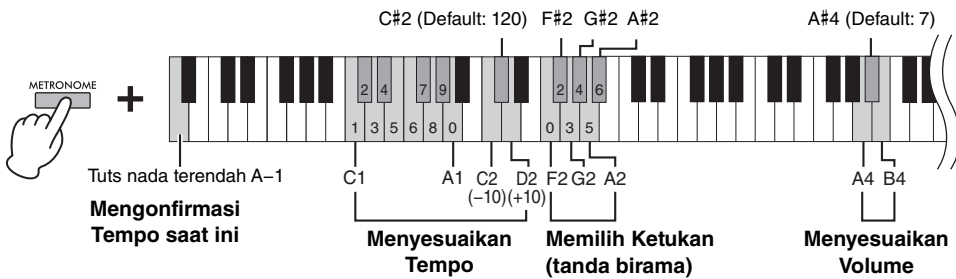 C#2 (Default: 120) F#2 G#2 A#2 A#4 (Default: 7)
METRONOME
+
2 4 7 9 2 4 6
1 3 5 6 8 0 0 3 5
Tuts nada terendah A–1 C1 A1 C2 D2 F2 G2 A2 A4 B4
(–10) (+10)
Mengonfirmasi
Tempo saat ini
Menyesuaikan
Tempo
Memilih Ketukan
(tanda birama)
Menyesuaikan
Volume